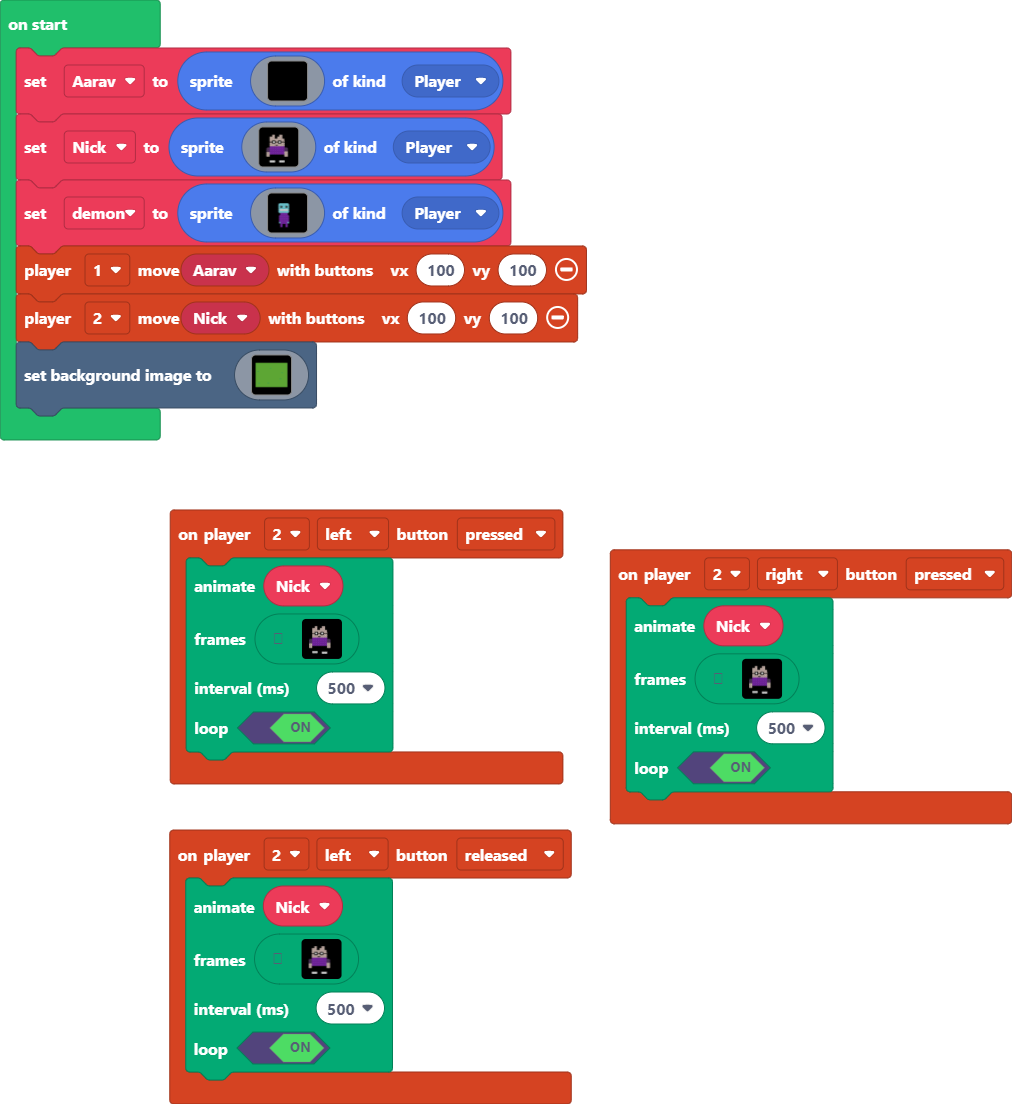 on start
set Aarav to sprite of kind Player
set Nick to sprite of kind Player
set demon to sprite of kind Player
player 1 move Aarav with buttons vx 100 vy 100
player 2 move Nick with buttons vx 100 vy 100
set background image to
on player 2 left button pressed
animate Nick
frames
interval (ms) 500
loop ON
on player 2 right button pressed
animate Nick
frames
interval (ms) 500
loop ON
on player 2 left button released
animate Nick
frames
interval (ms) 500
loop ON